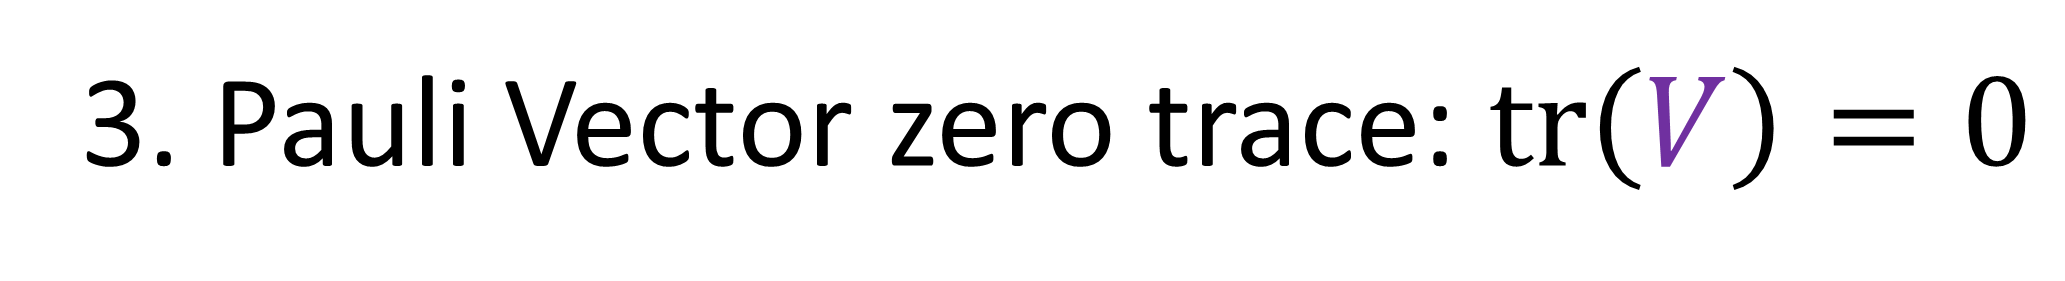 3. Pauli Vector zero trace: tr(V) = 0